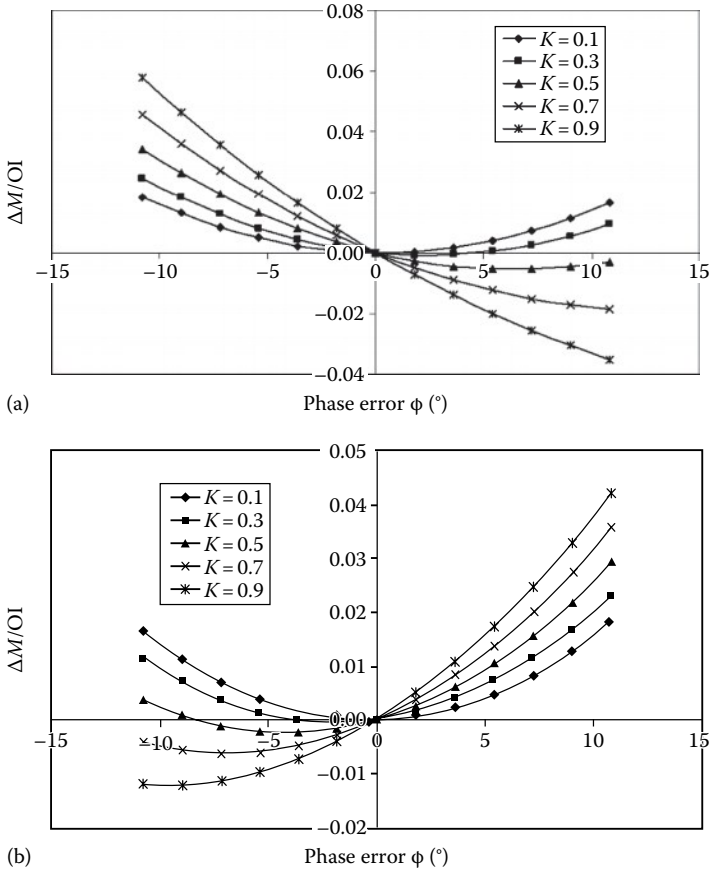 0.08
K = 0.1
K = 0.3
K = 0.5
K = 0.7
K = 0.9
0.06
0.04
0.02
0.00
−0.02
−0.04
ΔM/OI
−15
−10
−5
0
5
10
15
(a)
Phase error ϕ (°)
0.05
K = 0.1
K = 0.3
K = 0.5
K = 0.7
K = 0.9
0.04
0.03
0.02
0.01
0.00
−0.01
−0.02
ΔM/OI
−15
−10
−5
0
5
10
15
(b)
Phase error ϕ (°)